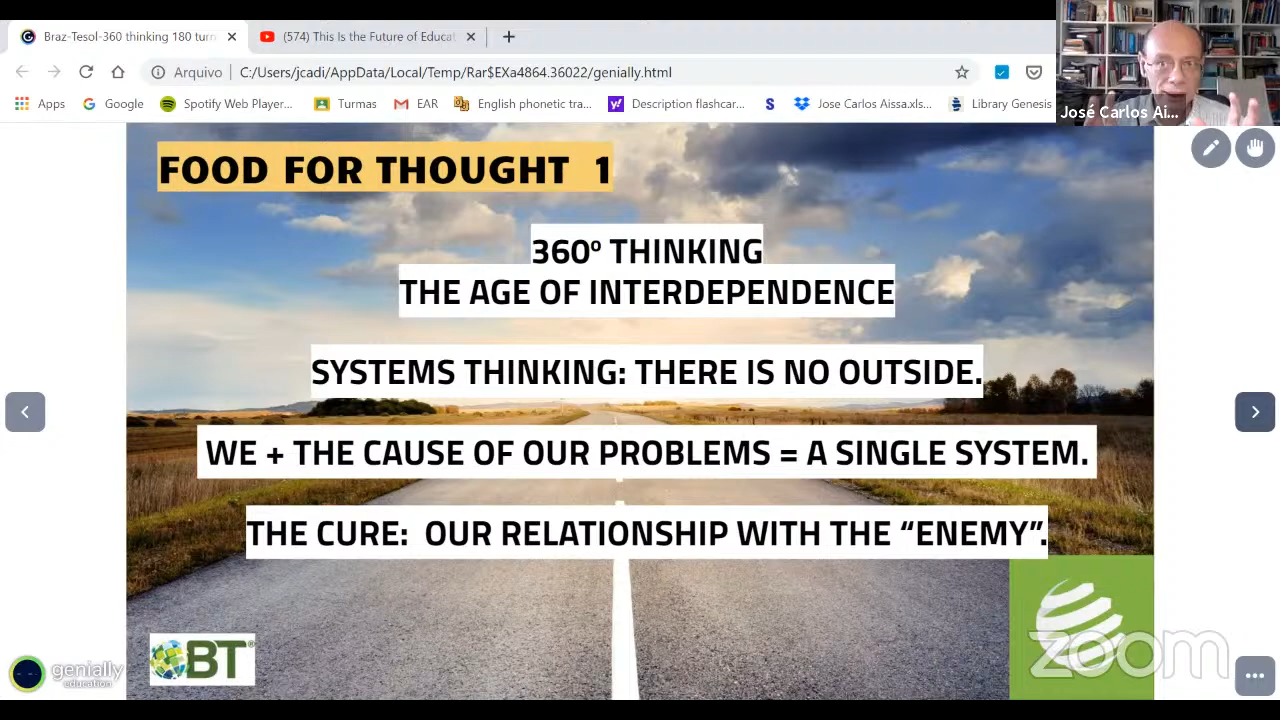 Braz-Tesol-360 thinking 180 turn
(574) This Is the Future of Educat
Arquivo
C:/Users/jcadi/AppData/Local/Temp/Rar$EXa4864.36022/genially.html
Apps
Google
Spotify Web Player...
Turmas
EAR
English phonetic tra...
Description flashcar...
Jose Carlos Aissa.xls...
Library Genesis
José Carlos Ai...
FOOD FOR THOUGHT 1
360º THINKING
THE AGE OF INTERDEPENDENCE
SYSTEMS THINKING: THERE IS NO OUTSIDE.
WE + THE CAUSE OF OUR PROBLEMS = A SINGLE SYSTEM.
THE CURE: OUR RELATIONSHIP WITH THE “ENEMY”.
BT®
genially
education
zoom